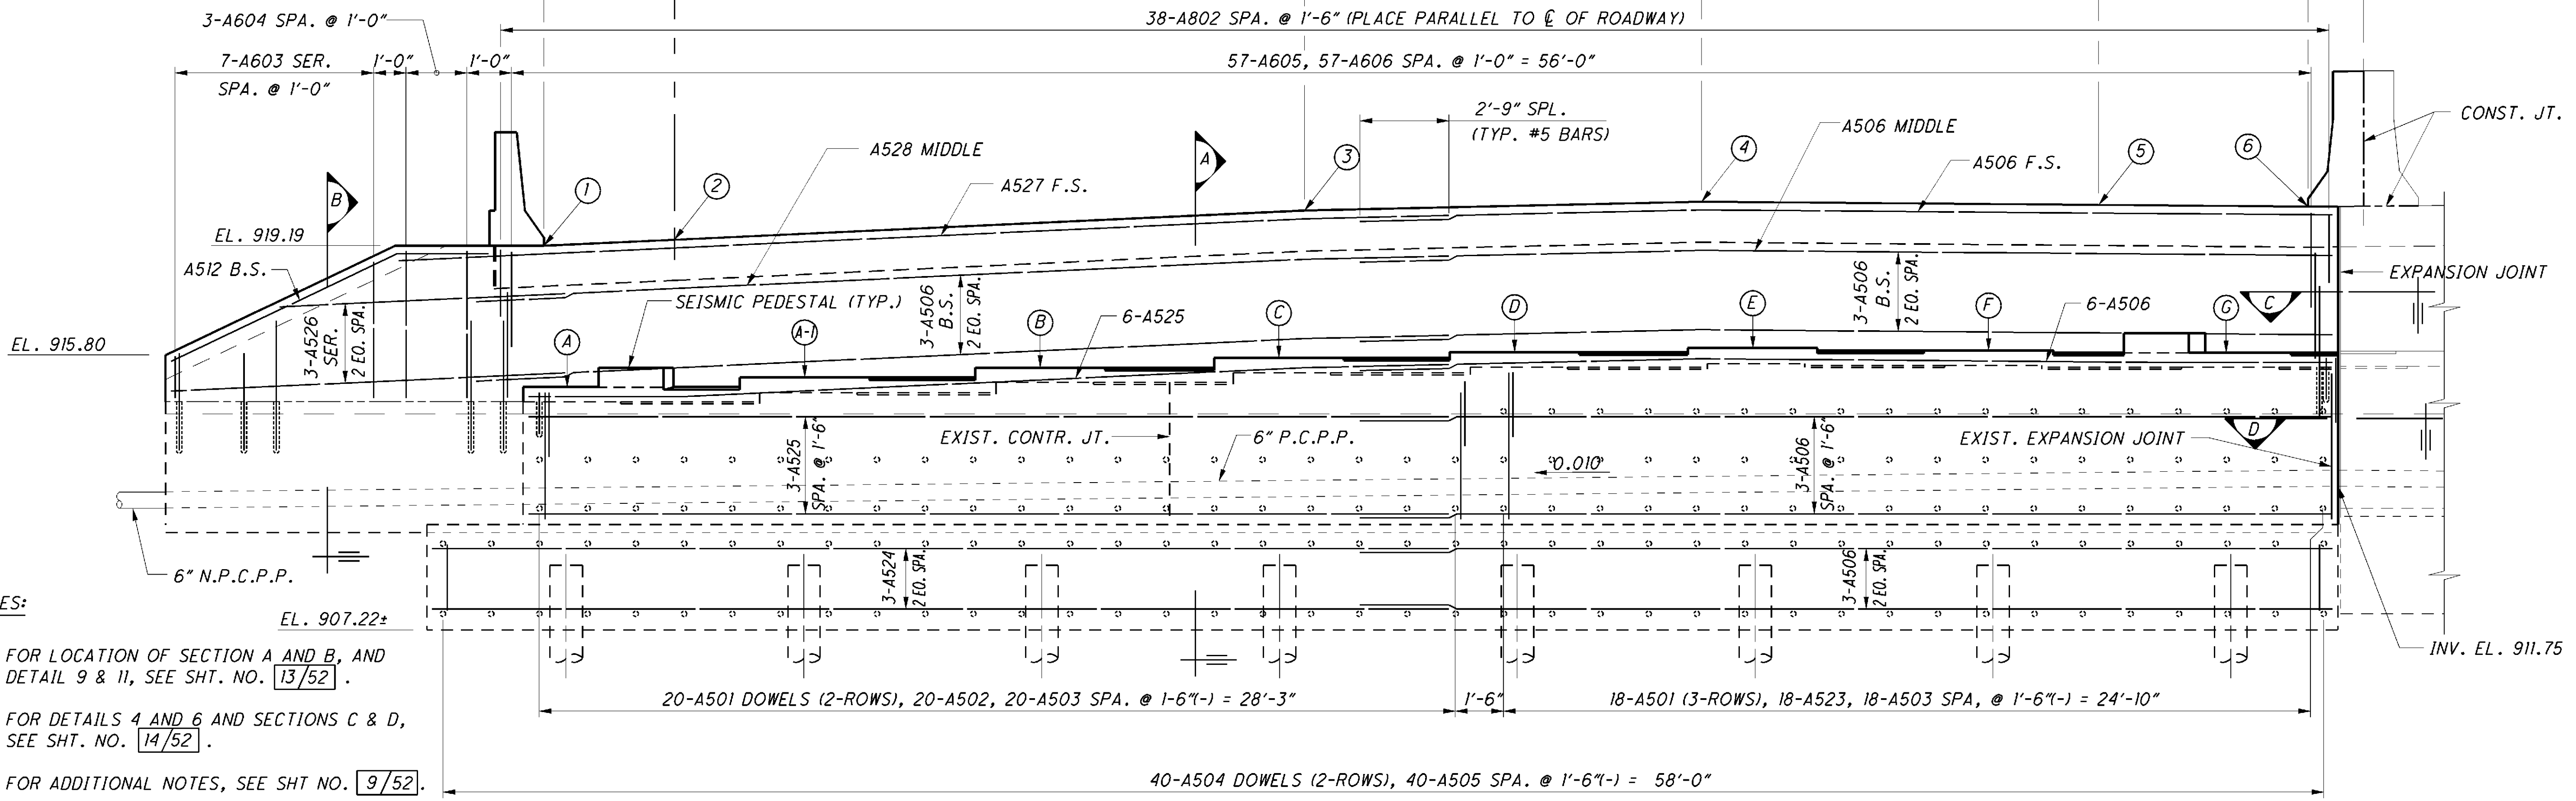 38-A802 SPA. @ 1'-6" (PLACE PARALLEL TO ℄ OF ROADWAY)
3-A604 SPA. @ 1'-0"
7-A603 SER.
SPA. @ 1'-0"
1'-0"
1'-0"
57-A605, 57-A606 SPA. @ 1'-0" = 56'-0"
2'-9" SPL.
(TYP. #5 BARS)
CONST. JT.
A528 MIDDLE
A527 F.S.
A506 MIDDLE
A506 F.S.
B
A
1
2
3
4
5
6
EL. 919.19
A512 B.S.
EXPANSION JOINT
SEISMIC PEDESTAL (TYP.)
3-A526
SER.
2 EQ. SPA.
3-A506
B.S.
2 EQ. SPA.
6-A525
3-A506
B.S.
2 EQ. SPA.
6-A506
C
EL. 915.80
A
A-1
B
C
D
E
F
G
EXIST. CONTR. JT.
6" P.C.P.P.
EXIST. EXPANSION JOINT
D
3-A525
SPA. @ 1'-6"
0.010
3-A506
SPA. @ 1'-6"
6" N.P.C.P.P.
3-A524
2 EQ. SPA.
3-A506
2 EQ. SPA.
ES:
EL. 907.22±
INV. EL. 911.75
FOR LOCATION OF SECTION A AND B, AND
DETAIL 9 & 11, SEE SHT. NO. 13/52 .
20-A501 DOWELS (2-ROWS), 20-A502, 20-A503 SPA. @ 1-6"(-) = 28'-3"
1'-6"
18-A501 (3-ROWS), 18-A523, 18-A503 SPA, @ 1'-6"(-) = 24'-10"
FOR DETAILS 4 AND 6 AND SECTIONS C & D,
SEE SHT. NO. 14/52 .
FOR ADDITIONAL NOTES, SEE SHT NO. 9/52 .
40-A504 DOWELS (2-ROWS), 40-A505 SPA. @ 1'-6"(-) = 58'-0"